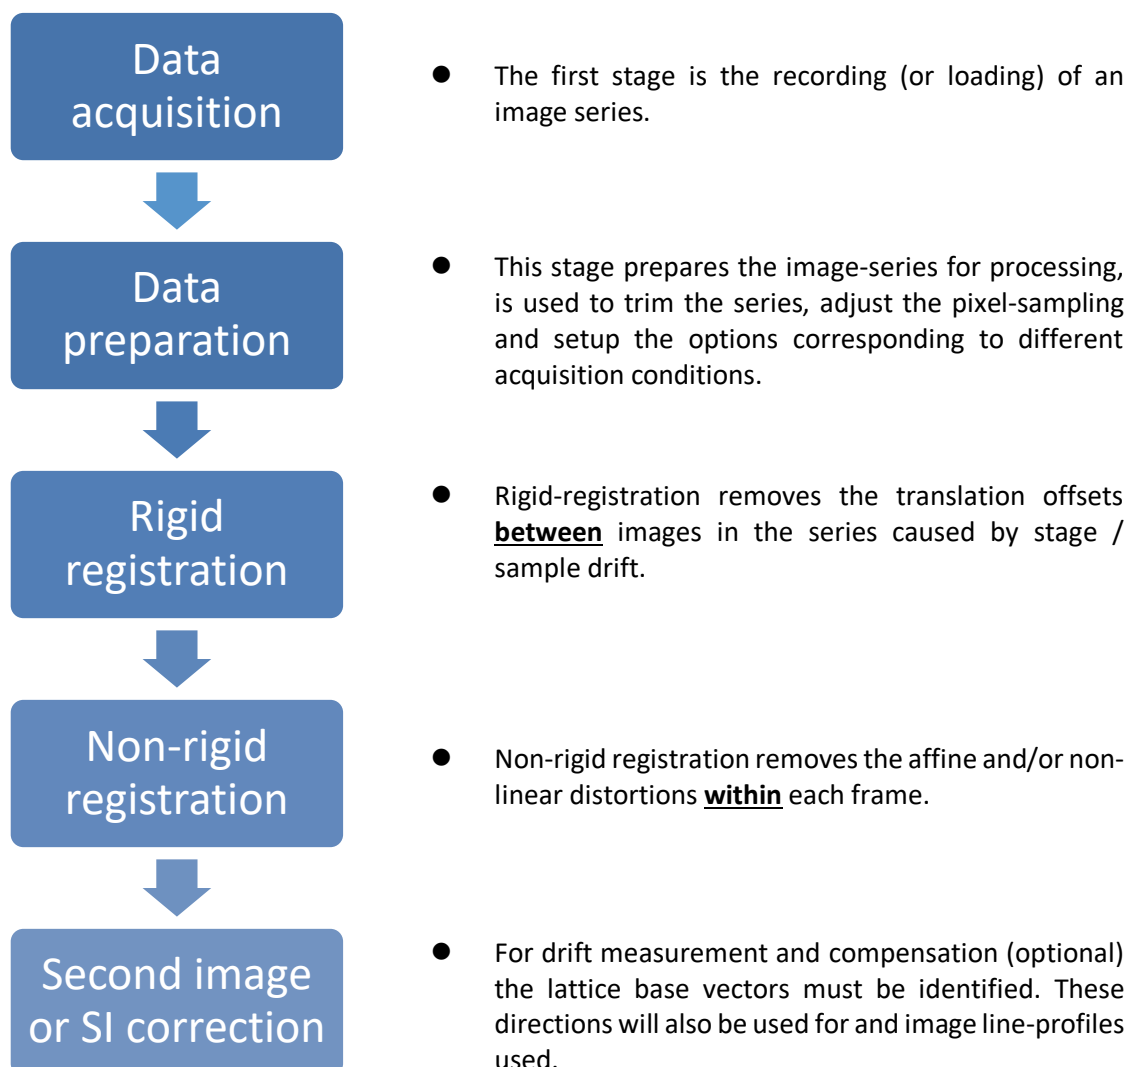 Data
acquisition
● The first stage is the recording (or loading) of an
image series.
Data
preparation
● This stage prepares the image-series for processing,
is used to trim the series, adjust the pixel-sampling
and setup the options corresponding to different
acquisition conditions.
Rigid
registration
● Rigid-registration removes the translation offsets
between images in the series caused by stage /
sample drift.
Non-rigid
registration
● Non-rigid registration removes the affine and/or non-
linear distortions within each frame.
Second image
or SI correction
● For drift measurement and compensation (optional)
the lattice base vectors must be identified. These
directions will also be used for and image line-profiles
used.